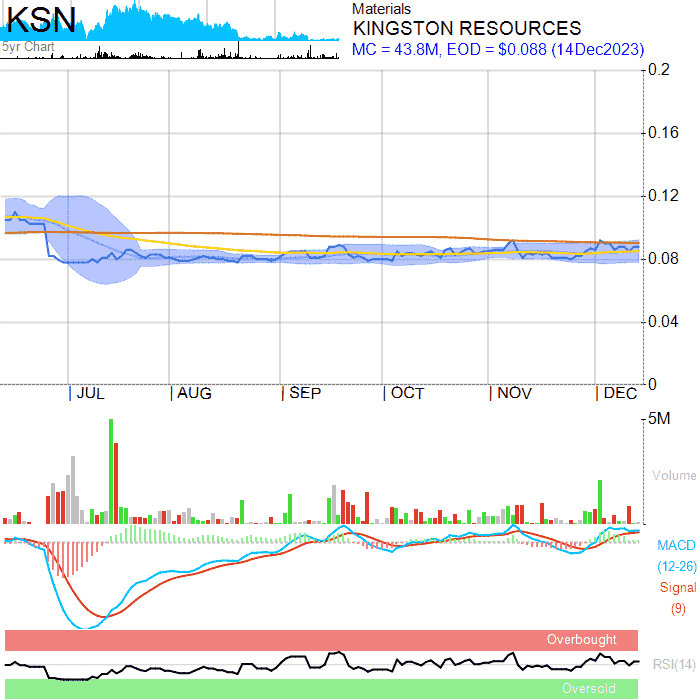 KSN
5yr Chart
Materials
KINGSTON RESOURCES
MC = 43.8M, EOD = $0.088 (14Dec2023)
0.2
0.16
0.12
0.08
0.04
0
| JUL | AUG | SEP | OCT | NOV | DEC
5M
Volume
MACD
(12-26)
Signal
(9)
Overbought
RSI(14)
Oversold